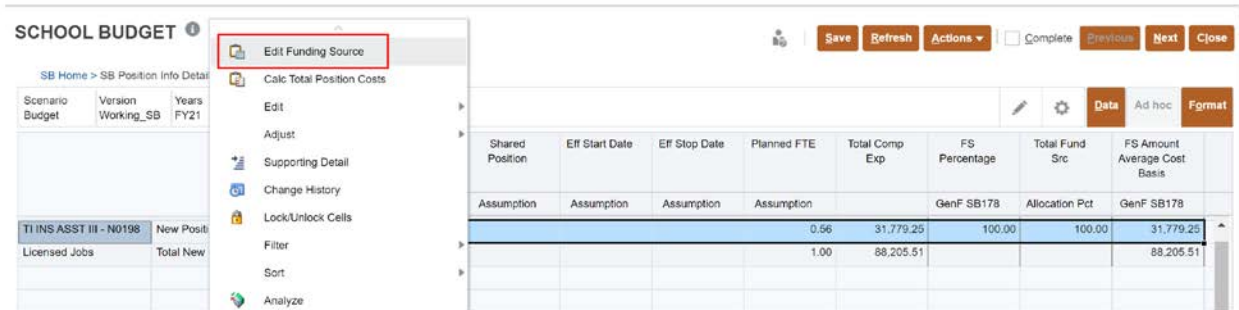 SCHOOL BUDGET
Save Refresh Actions Complete Previous Next Close
SB Home > SB Position Info Detai
Scenario Version Years
Budget Working_SB FY21
Data Ad hoc Format
Edit Funding Source
Calc Total Position Costs
Edit
Adjust
Supporting Detail
Change History
Lock/Unlock Cells
Filter
Sort
Analyze
Shared Position Eff Start Date Eff Stop Date Planned FTE Total Comp Exp FS Percentage Total Fund Src FS Amount Average Cost Basis
Assumption Assumption Assumption Assumption GenF SB178 Allocation Pct GenF SB178
TI INS ASST III - N0198 New Positi 0.56 31,779.25 100.00 100.00 31,779.25
Licensed Jobs Total New 1.00 88,205.51 88,205.51